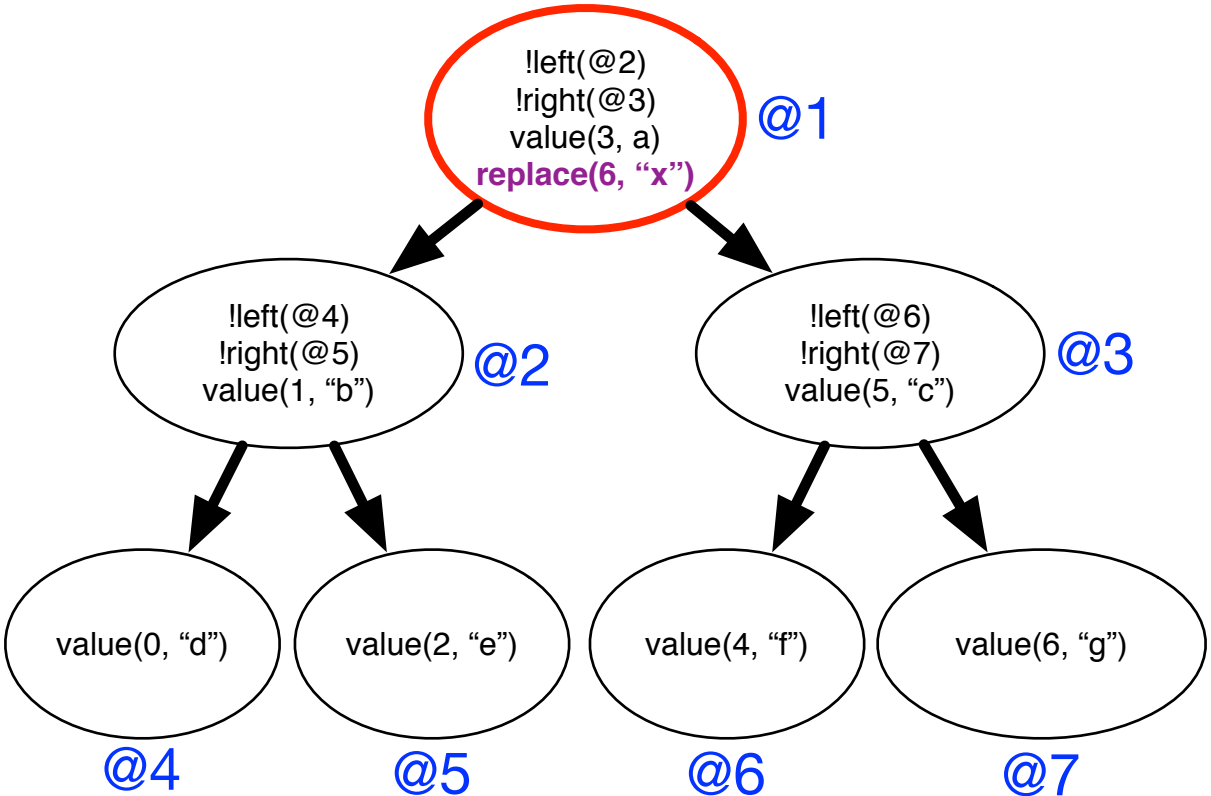 !left(@2)
!right(@3)
value(3, a)
replace(6, “x”)
@1
!left(@4)
!right(@5)
value(1, “b”)
@2
!left(@6)
!right(@7)
value(5, “c”)
@3
value(0, “d”)
value(2, “e”)
value(4, “f”)
value(6, “g”)
@4
@5
@6
@7